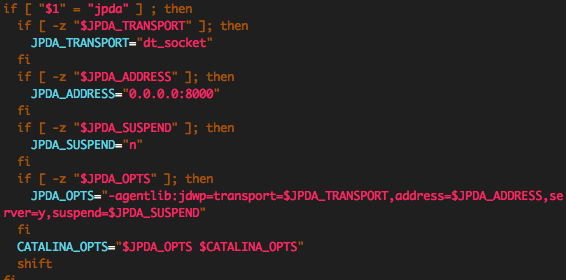 if [ "$1" = "jpda" ] ; then
  if [ -z "$JPDA_TRANSPORT" ]; then
    JPDA_TRANSPORT="dt_socket"
  fi
  if [ -z "$JPDA_ADDRESS" ]; then
    JPDA_ADDRESS="0.0.0.0:8000"
  fi
  if [ -z "$JPDA_SUSPEND" ]; then
    JPDA_SUSPEND="n"
  fi
  if [ -z "$JPDA_OPTS" ]; then
    JPDA_OPTS="-agentlib:jdwp=transport=$JPDA_TRANSPORT,address=$JPDA_ADDRESS,se
rver=y,suspend=$JPDA_SUSPEND"
  fi
  CATALINA_OPTS="$JPDA_OPTS $CATALINA_OPTS"
  shift
fi